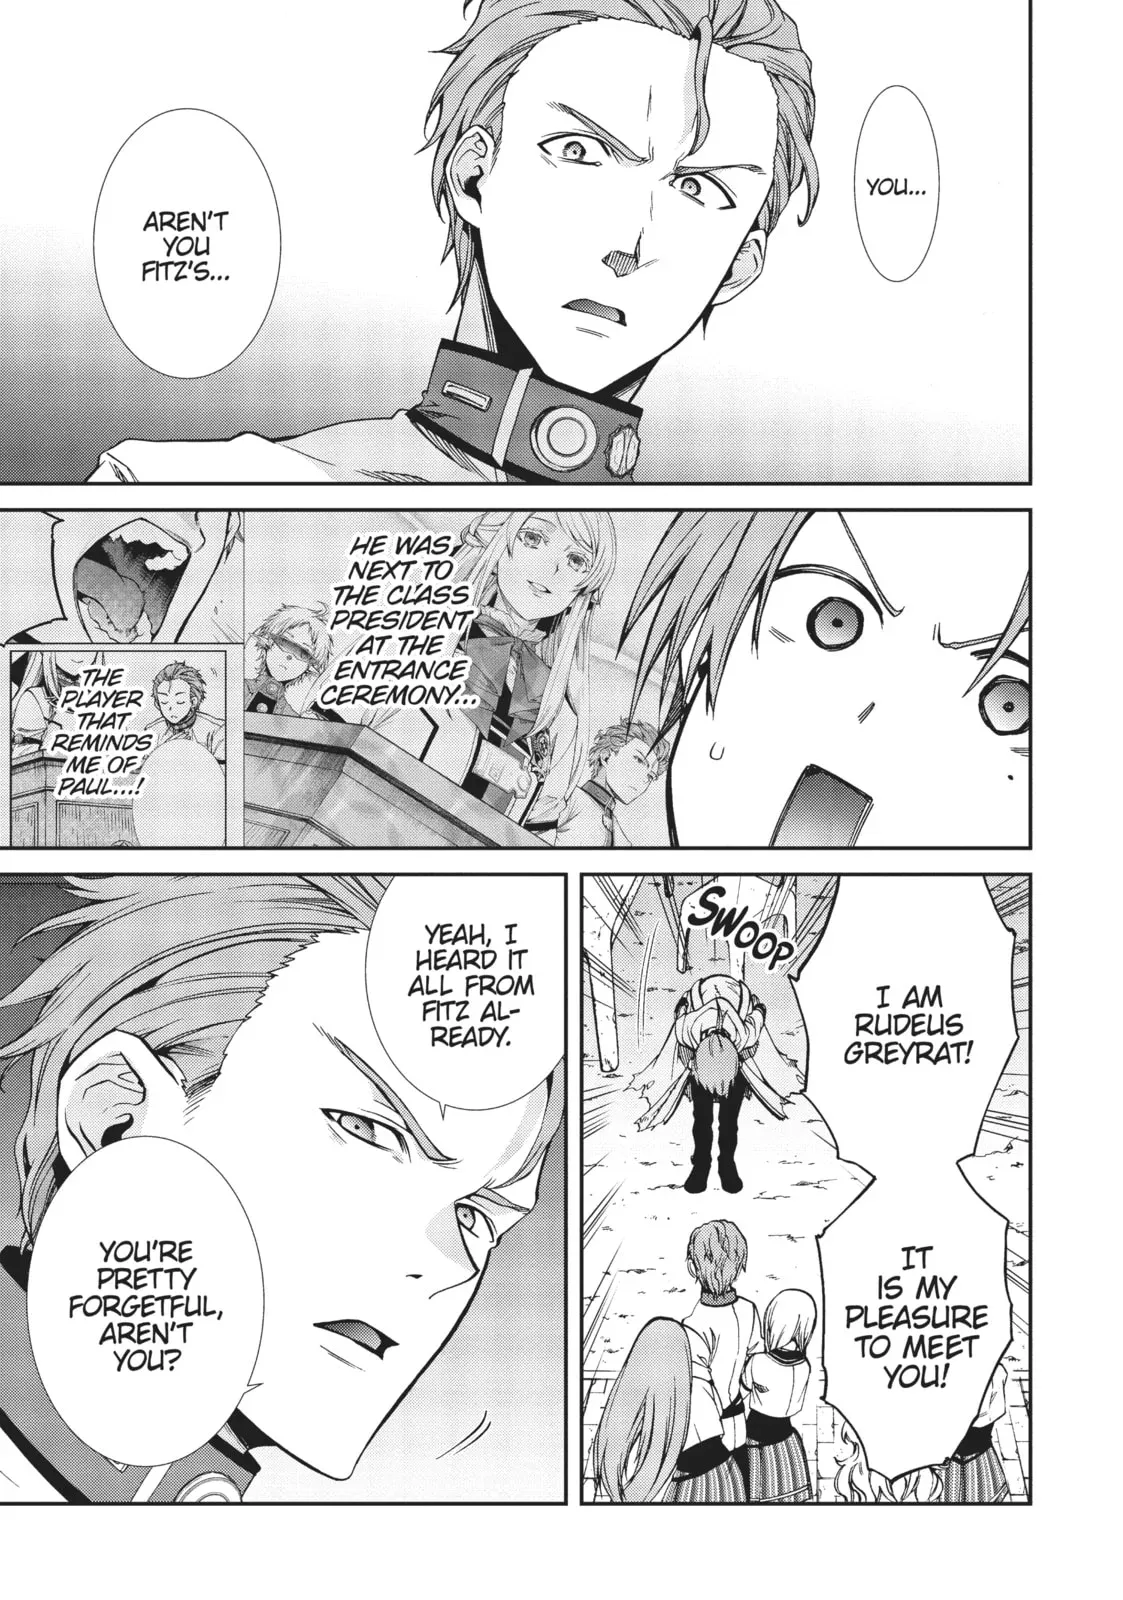 YOU...
AREN'T
YOU
FITZ'S...
HE WAS
NEXT TO
THE CLASS
PRESIDENT
AT THE
ENTRANCE
CEREMONY...
THE
PLAYER
THAT
REMINDS
ME OF
PAUL...!
SWOOP
I AM
RUDEUS
GREYRAT!
IT
IS MY
PLEASURE
TO MEET
YOU!
YEAH, I
HEARD IT
ALL FROM
FITZ AL-
READY.
YOU'RE
PRETTY
FORGETFUL,
AREN'T
YOU?